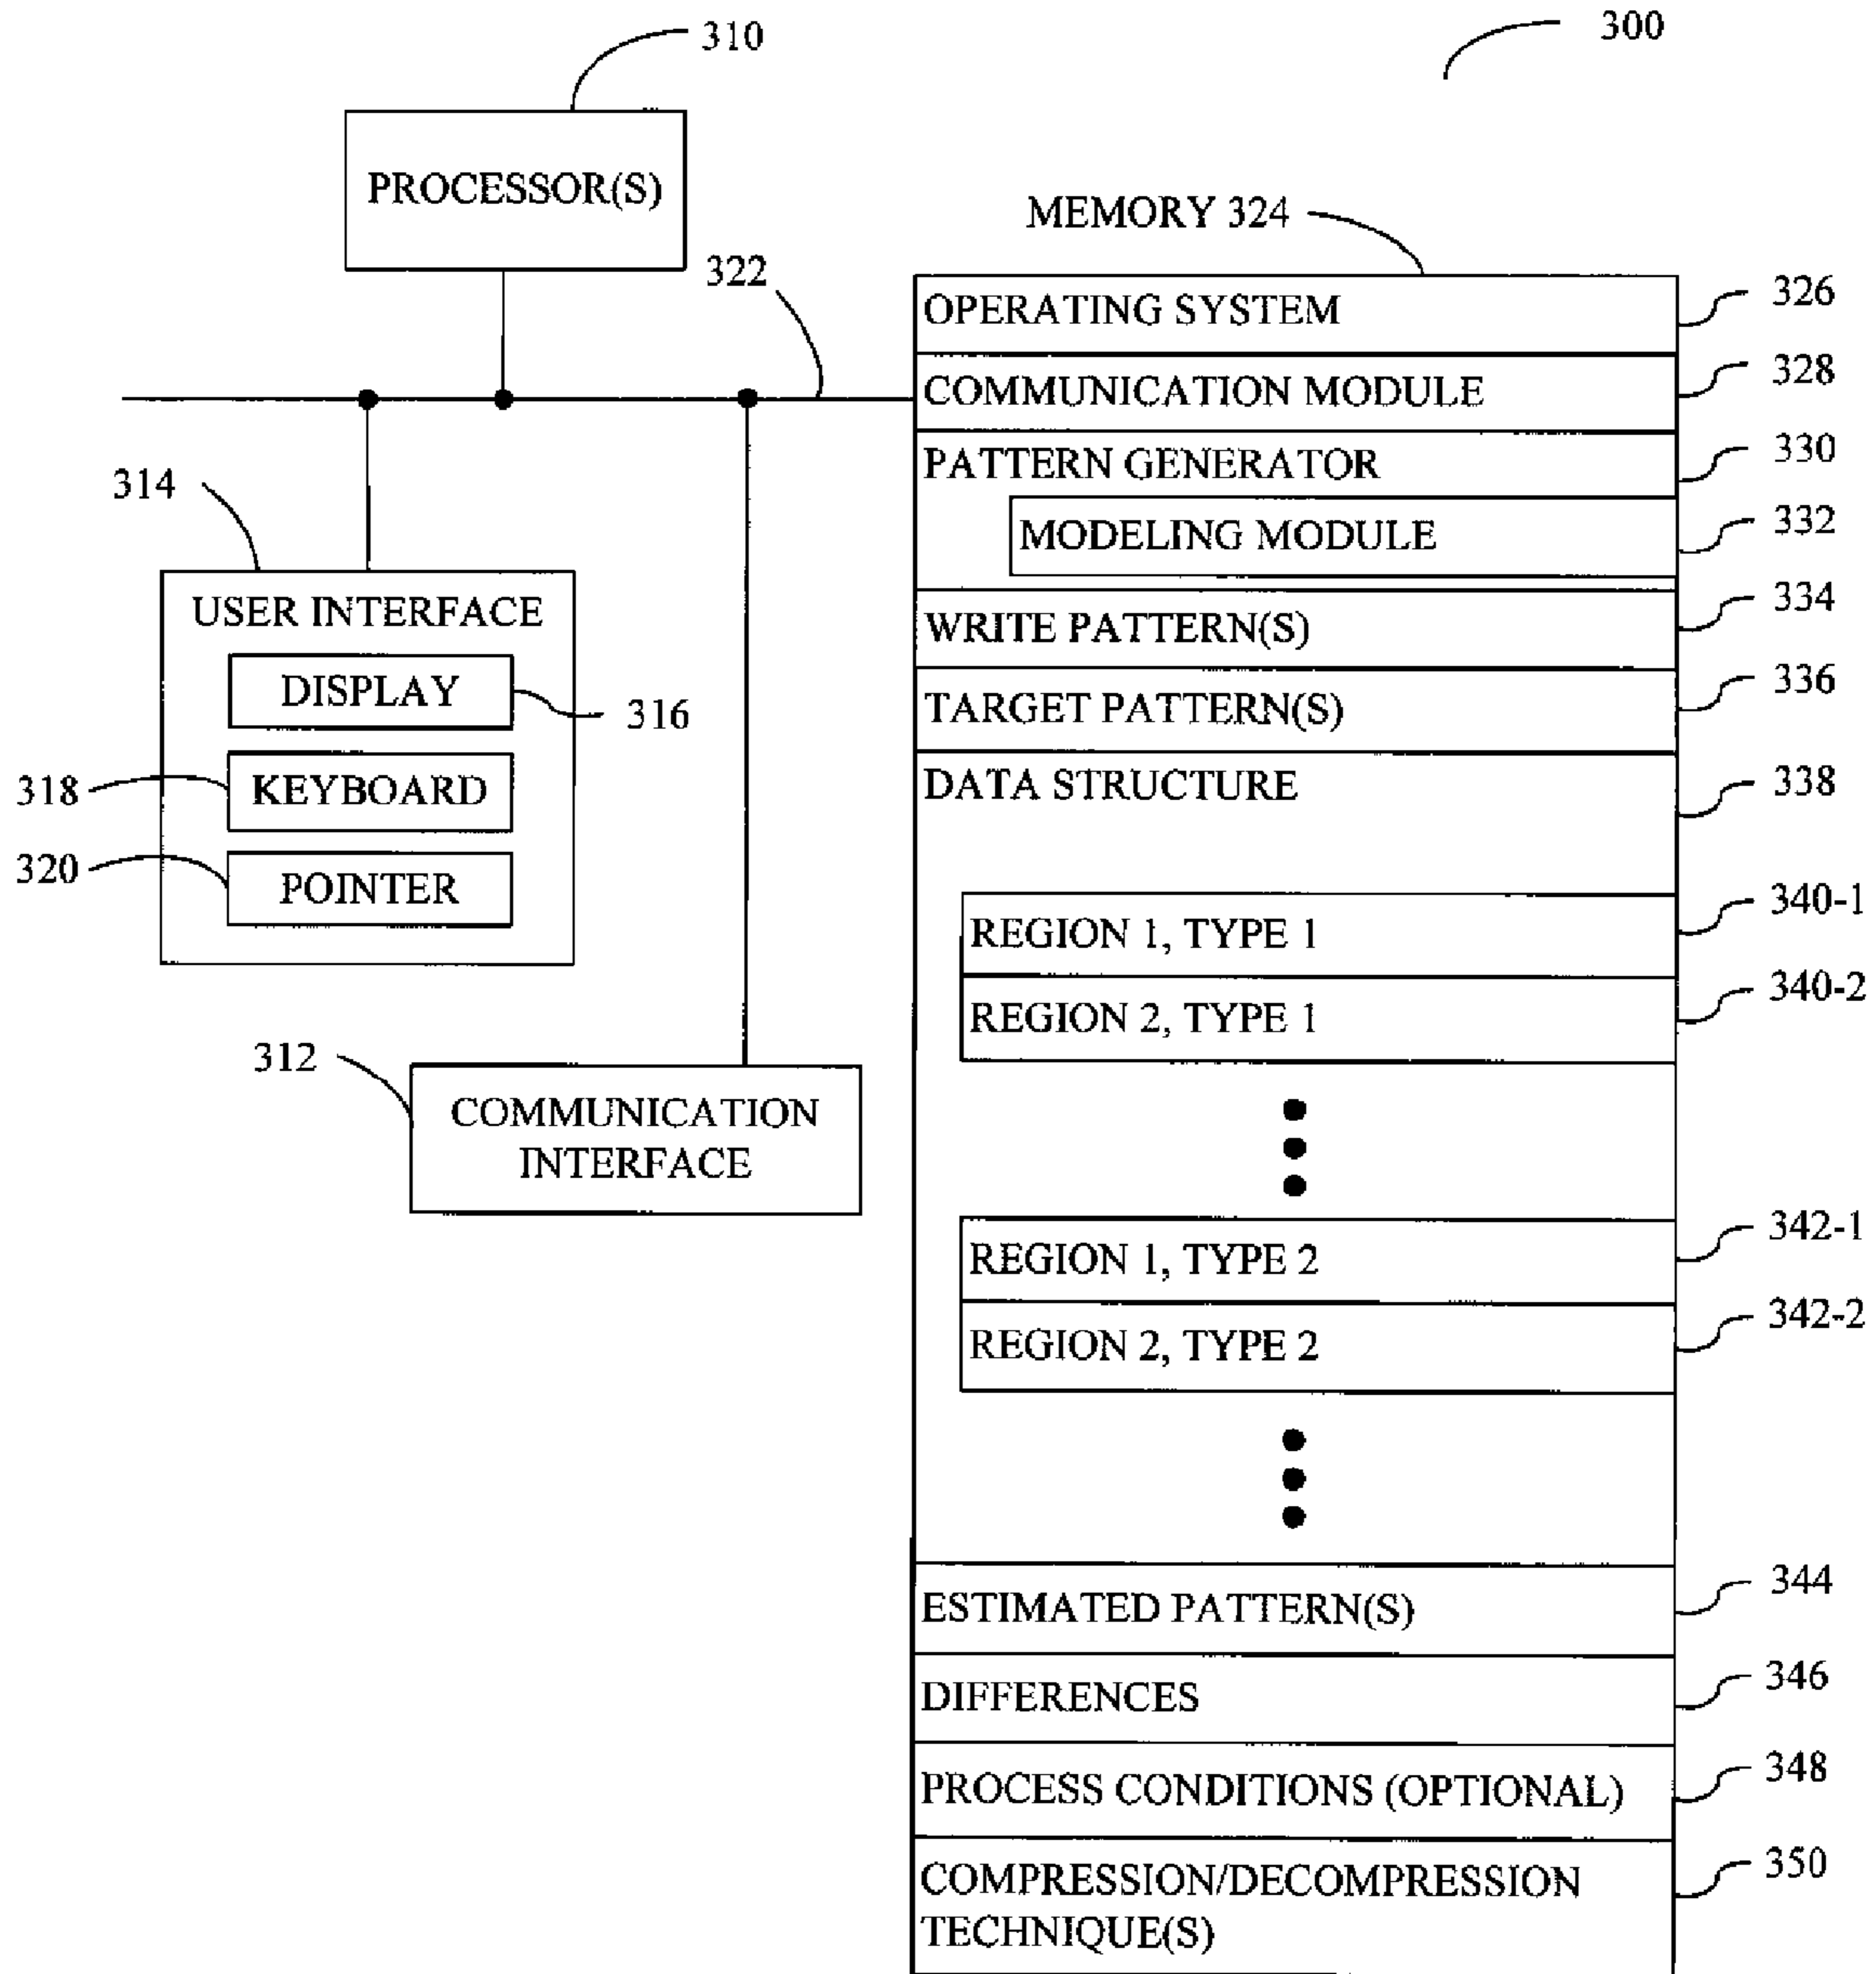 300
310
PROCESSOR(S)
MEMORY 324
322
OPERATING SYSTEM
326
COMMUNICATION MODULE
328
PATTERN GENERATOR
330
MODELING MODULE
332
WRITE PATTERN(S)
334
TARGET PATTERN(S)
336
DATA STRUCTURE
338
REGION 1, TYPE 1
340-1
REGION 2, TYPE 1
340-2
REGION 1, TYPE 2
342-1
REGION 2, TYPE 2
342-2
ESTIMATED PATTERN(S)
344
DIFFERENCES
346
PROCESS CONDITIONS (OPTIONAL)
348
COMPRESSION/DECOMPRESSION
TECHNIQUE(S)
350
314
USER INTERFACE
DISPLAY
316
318
KEYBOARD
320
POINTER
312
COMMUNICATION
INTERFACE